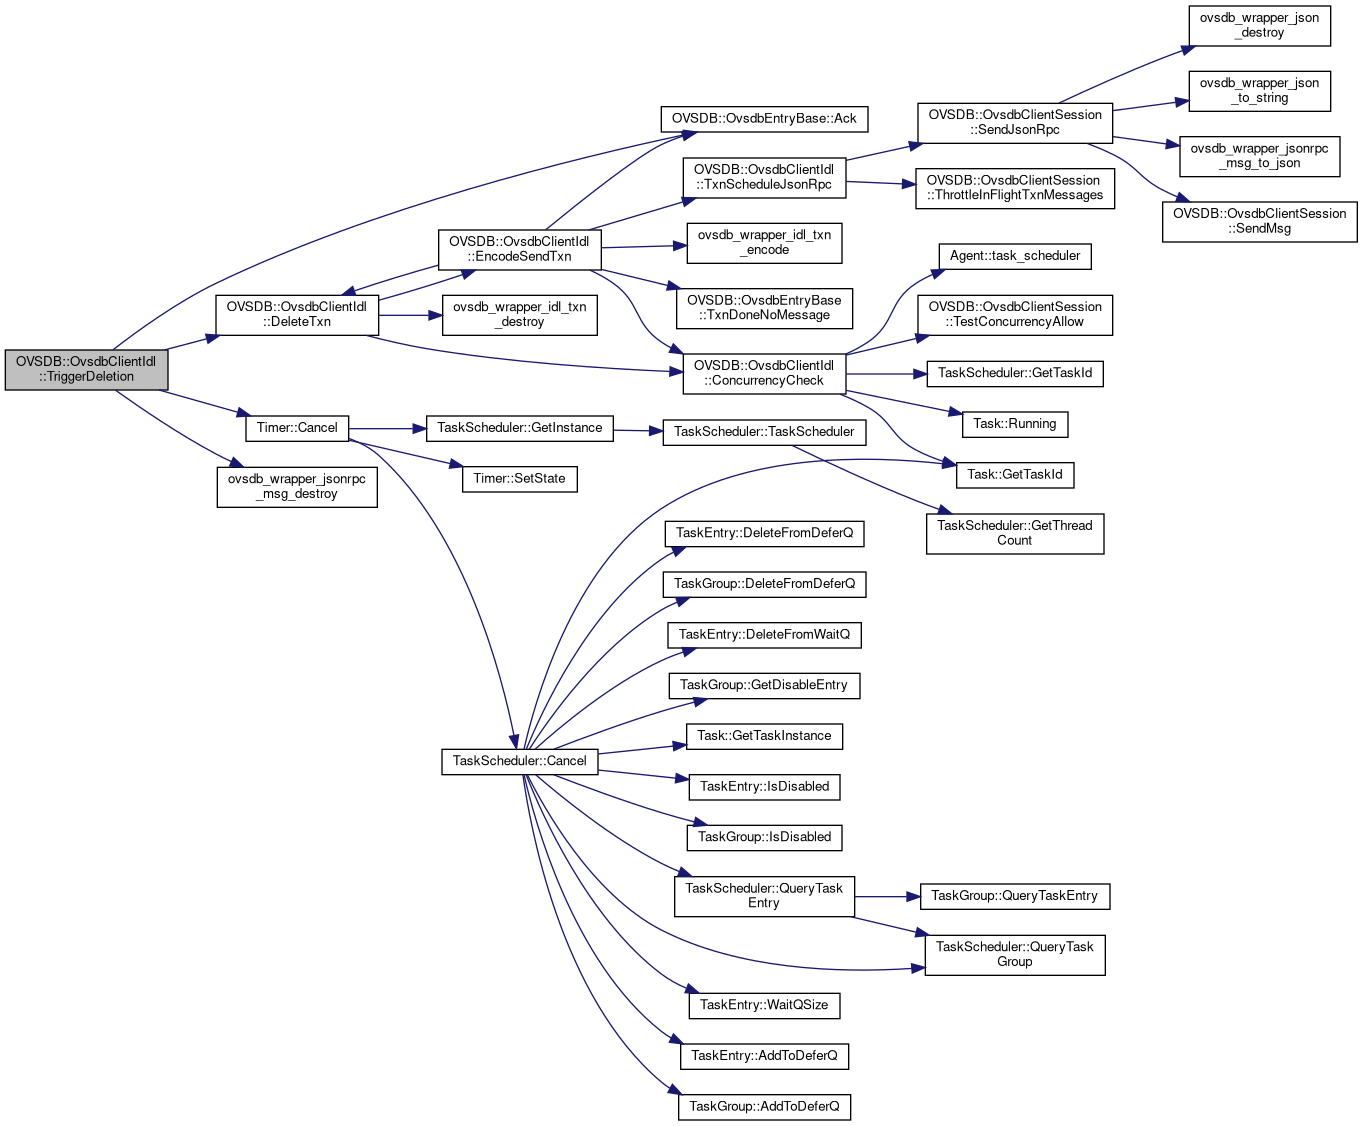 OVSDB::OvsdbClientIdl
::TriggerDeletion
OVSDB::OvsdbClientIdl
::DeleteTxn
Timer::Cancel
ovsdb_wrapper_jsonrpc
_msg_destroy
OVSDB::OvsdbClientIdl
::EncodeSendTxn
ovsdb_wrapper_idl_txn
_destroy
TaskScheduler::GetInstance
Timer::SetState
TaskScheduler::Cancel
OVSDB::OvsdbEntryBase::Ack
OVSDB::OvsdbClientIdl
::TxnScheduleJsonRpc
ovsdb_wrapper_idl_txn
_encode
OVSDB::OvsdbEntryBase
::TxnDoneNoMessage
OVSDB::OvsdbClientIdl
::ConcurrencyCheck
TaskScheduler::TaskScheduler
TaskEntry::DeleteFromDeferQ
TaskGroup::DeleteFromDeferQ
TaskEntry::DeleteFromWaitQ
TaskGroup::GetDisableEntry
Task::GetTaskInstance
TaskEntry::IsDisabled
TaskGroup::IsDisabled
TaskScheduler::QueryTask
Entry
TaskEntry::WaitQSize
TaskEntry::AddToDeferQ
TaskGroup::AddToDeferQ
OVSDB::OvsdbClientSession
::SendJsonRpc
OVSDB::OvsdbClientSession
::ThrottleInFlightTxnMessages
Agent::task_scheduler
OVSDB::OvsdbClientSession
::TestConcurrencyAllow
TaskScheduler::GetTaskId
Task::Running
Task::GetTaskId
TaskScheduler::GetThread
Count
TaskGroup::QueryTaskEntry
TaskScheduler::QueryTask
Group
ovsdb_wrapper_json
_destroy
ovsdb_wrapper_json
_to_string
ovsdb_wrapper_jsonrpc
_msg_to_json
OVSDB::OvsdbClientSession
::SendMsg